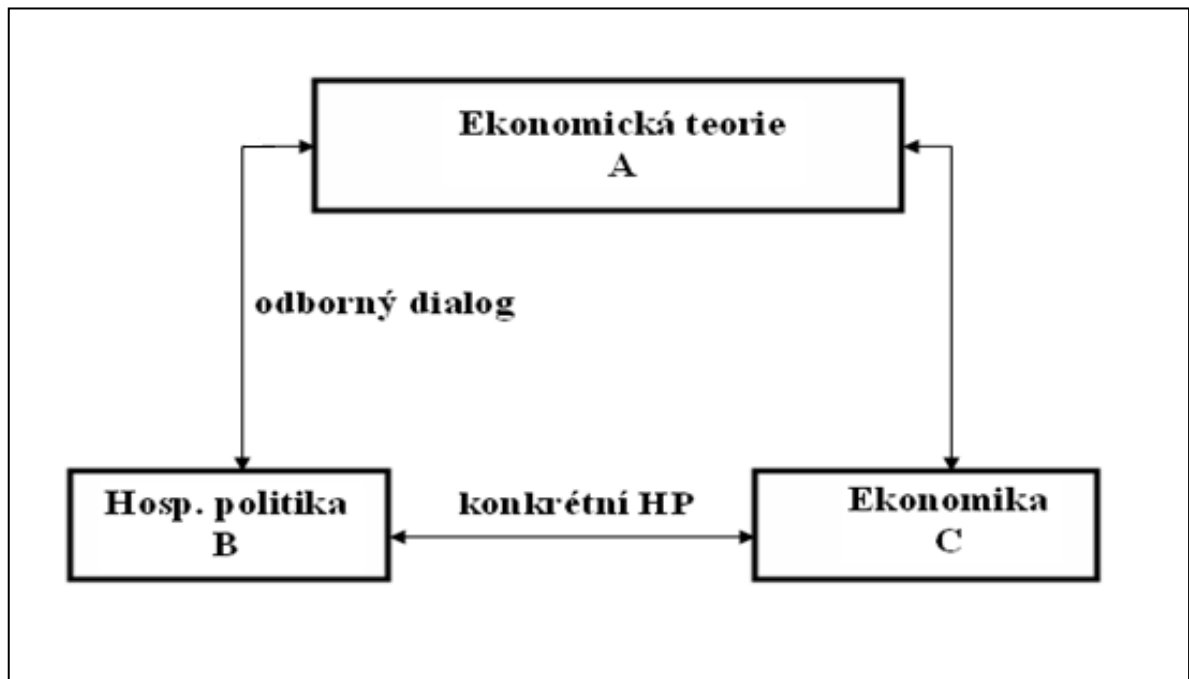 Ekonomická teorie
A
odborný dialog
Hosp. politika
B
konkrétní HP
Ekonomika
C